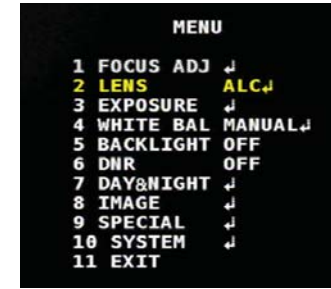 MENU
1 FOCUS ADJ ↲
2 LENS ALC↲
3 EXPOSURE ↲
4 WHITE BAL MANUAL↲
5 BACKLIGHT OFF
6 DNR OFF
7 DAY&NIGHT ↲
8 IMAGE ↲
9 SPECIAL ↲
10 SYSTEM ↲
11 EXIT